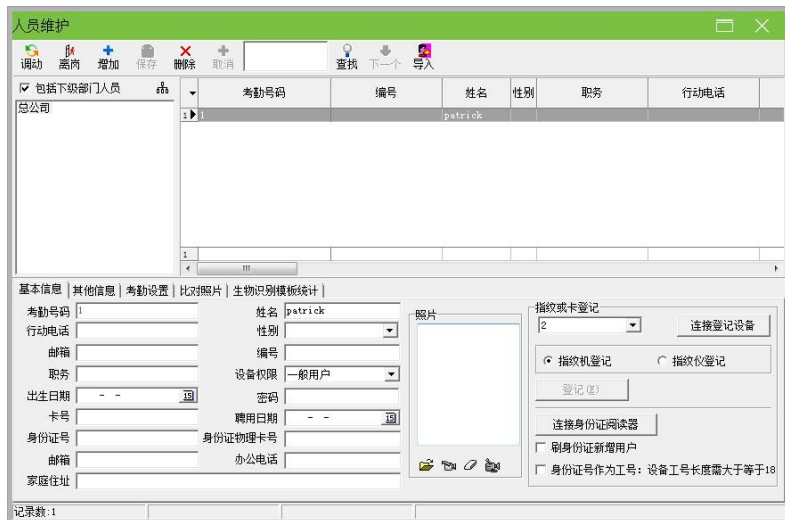 人员维护
调动 离岗 增加 保存 删除 取消 查找 下一个 导入
包括下级部门人员
考勤号码 编号 姓名 性别 职务 行动电话
总公司
1 1 patrick
1
基本信息 其他信息 考勤设置 比对照片 生物识别模板统计
考勤号码 1 姓名 patrick 照片 指纹或卡登记
行动电话 性别 2 连接登记设备
邮箱 编号 指纹机登记 指纹仪登记
职务 设备权限 一般用户
出生日期 - - 15 密码 登记(E)
卡号 聘用日期 - - 15 连接身份证阅读器
身份证号 身份证物理卡号 刷身份证新增用户
邮箱 办公电话 身份证号作为工号：设备工号长度需大于等于18
家庭住址
记录数:1